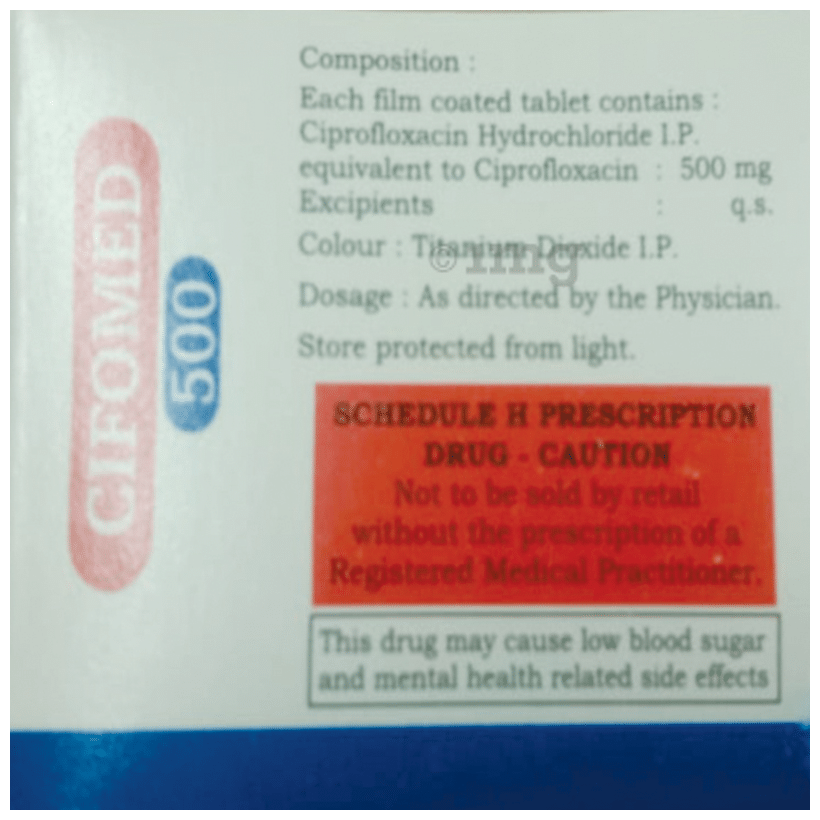 CIFOMED
500
Composition :
Each film coated tablet contains :
Ciprofloxacin Hydrochloride I.P.
equivalent to Ciprofloxacin : 500 mg
Excipients : q.s.
Colour : Titanium Dioxide I.P.
©1mg
Dosage : As directed by the Physician.
Store protected from light.
SCHEDULE H PRESCRIPTION
DRUG - CAUTION
Not to be sold by retail
without the prescription of a
Registered Medical Practitioner.
This drug may cause low blood sugar
and mental health related side effects